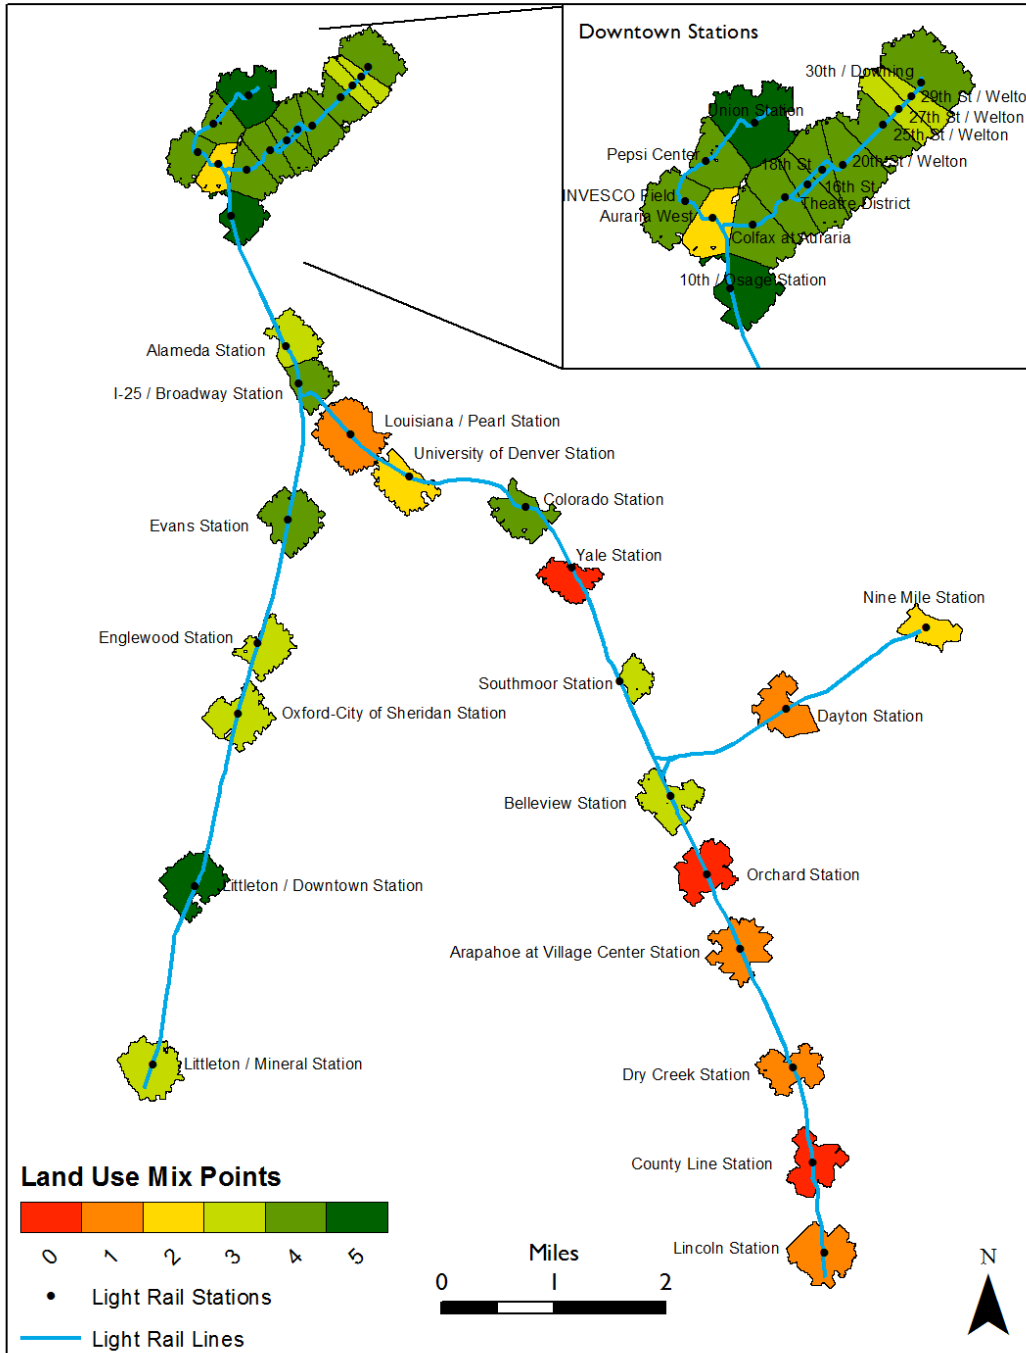 Downtown Stations
30th / Downing
29th St / Welto
Union Station
27th St / Welton
25th St / Welton
Pepsi Center
18th St
20th St / Welton
16th St
INVESCO Field
Theatre District
Auraria West
Colfax at Auraria
10th / Osage Station
Alameda Station
I-25 / Broadway Station
Louisiana / Pearl Station
University of Denver Station
Colorado Station
Evans Station
Yale Station
Nine Mile Station
Englewood Station
Southmoor Station
Oxford-City of Sheridan Station
Dayton Station
Belleview Station
Orchard Station
Littleton / Downtown Station
Arapahoe at Village Center Station
Littleton / Mineral Station
Dry Creek Station
County Line Station
Lincoln Station
Land Use Mix Points
0 1 2 3 4 5
Light Rail Stations
Light Rail Lines
Miles
0 1 2
N